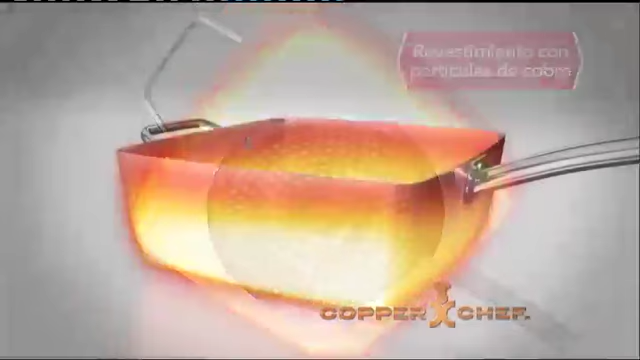 Revestimiento con
partículas de cobre
COPPER CHEF.